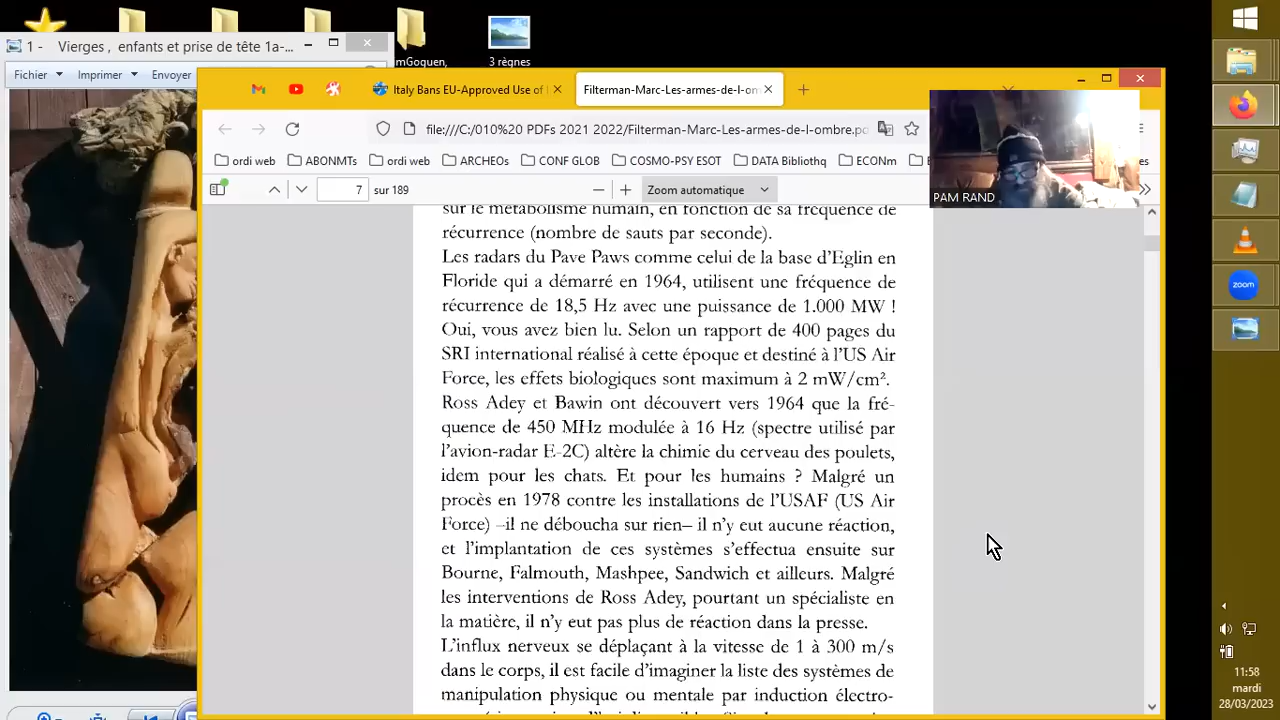 mGoquen,
3 règnes
1 - Vierges , enfants et prise de tête 1a-...
Fichier Imprimer Envoyer
Italy Bans EU-Approved Use of
Filterman-Marc-Les-armes-de-l-om
file:///C:/010%20 PDFs 2021 2022/Filterman-Marc-Les-armes-de-l-ombre.pd
ordi web ABONMTS ordi web ARCHEOs CONF GLOB COSMO-PSY ESOT DATA Bibliothq ECONm
7 sur 189 Zoom automatique
PAM RAND
sur le métabolisme humain, en fonction de sa fréquence de
récurrence (nombre de sauts par seconde).
Les radars du Pave Paws comme celui de la base d'Eglin en
Floride qui a démarré en 1964, utilisent une fréquence de
récurrence de 18,5 Hz avec une puissance de 1.000 MW !
Oui, vous avez bien lu. Selon un rapport de 400 pages du
SRI international réalisé à cette époque et destiné à l'US Air
Force, les effets biologiques sont maximum à 2 mW/cm².
Ross Adey et Bawin ont découvert vers 1964 que la fré-
quence de 450 MHz modulée à 16 Hz (spectre utilisé par
l'avion-radar E-2C) altère la chimie du cerveau des poulets,
idem pour les chats. Et pour les humains ? Malgré un
procès en 1978 contre les installations de l'USAF (US Air
Force) –il ne déboucha sur rien– il n'y eut aucune réaction,
et l'implantation de ces systèmes s'effectua ensuite sur
Bourne, Falmouth, Mashpee, Sandwich et ailleurs. Malgré
les interventions de Ross Adey, pourtant un spécialiste en
la matière, il n'y eut pas plus de réaction dans la presse.
L'influx nerveux se déplaçant à la vitesse de 1 à 300 m/s
dans le corps, il est facile d'imaginer la liste des systèmes de
manipulation physique ou mentale par induction électro-
zoom
11:58
mardi
28/03/2023